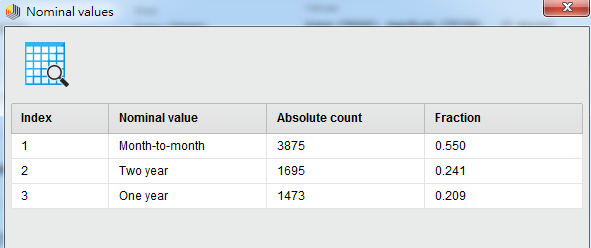 Nominal values
Index Nominal value Absolute count Fraction
1 Month-to-month 3875 0.550
2 Two year 1695 0.241
3 One year 1473 0.209